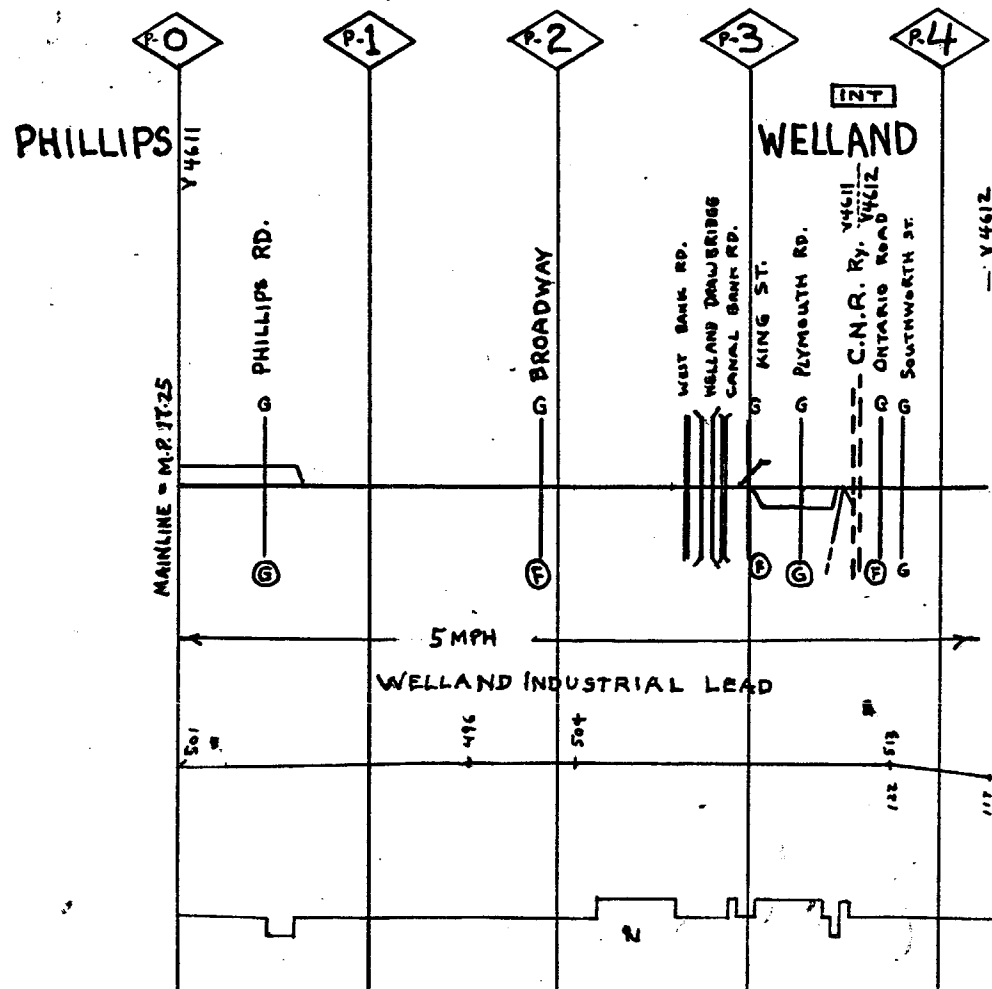 P-0 P-1 P-2 P-3 P-4
INT
PHILLIPS WELLAND
Y4611
PHILLIPS RD.
BROADWAY
WEST BANK RD.
WELLAND DRAWBRIDGE
CANAL BANK RD.
KING ST.
PLYMOUTH RD.
C.N.R. Ry. Y4611
Y4612
ONTARIO ROAD
SOUTHWORTH ST.
Y4612
MAINLINE = M.P. 17.25
G G G G G G
G F F G F G
5 MPH
WELLAND INDUSTRIAL LEAD
501 496 504 513
122 117